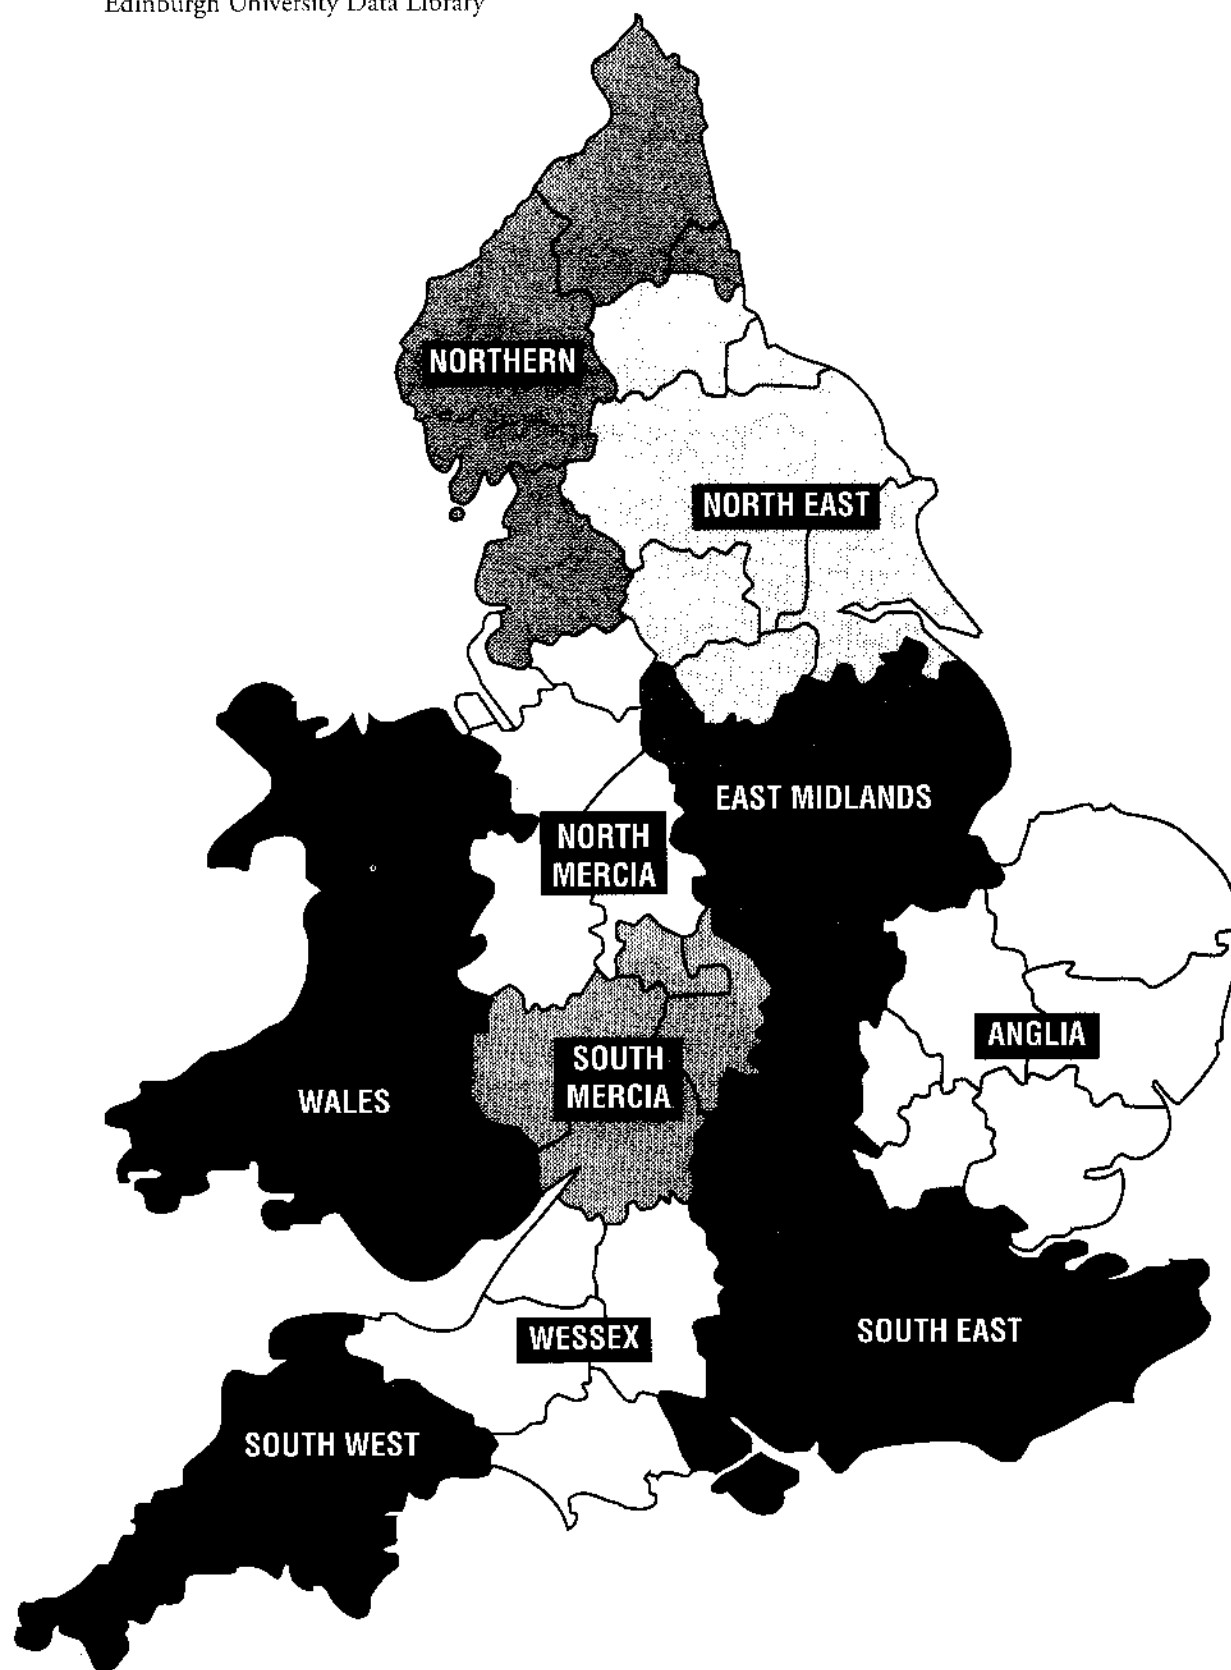 Edinburgh University Data Library
NORTHERN
NORTH EAST
EAST MIDLANDS
NORTH
MERCIA
ANGLIA
SOUTH
MERCIA
WALES
WESSEX
SOUTH EAST
SOUTH WEST